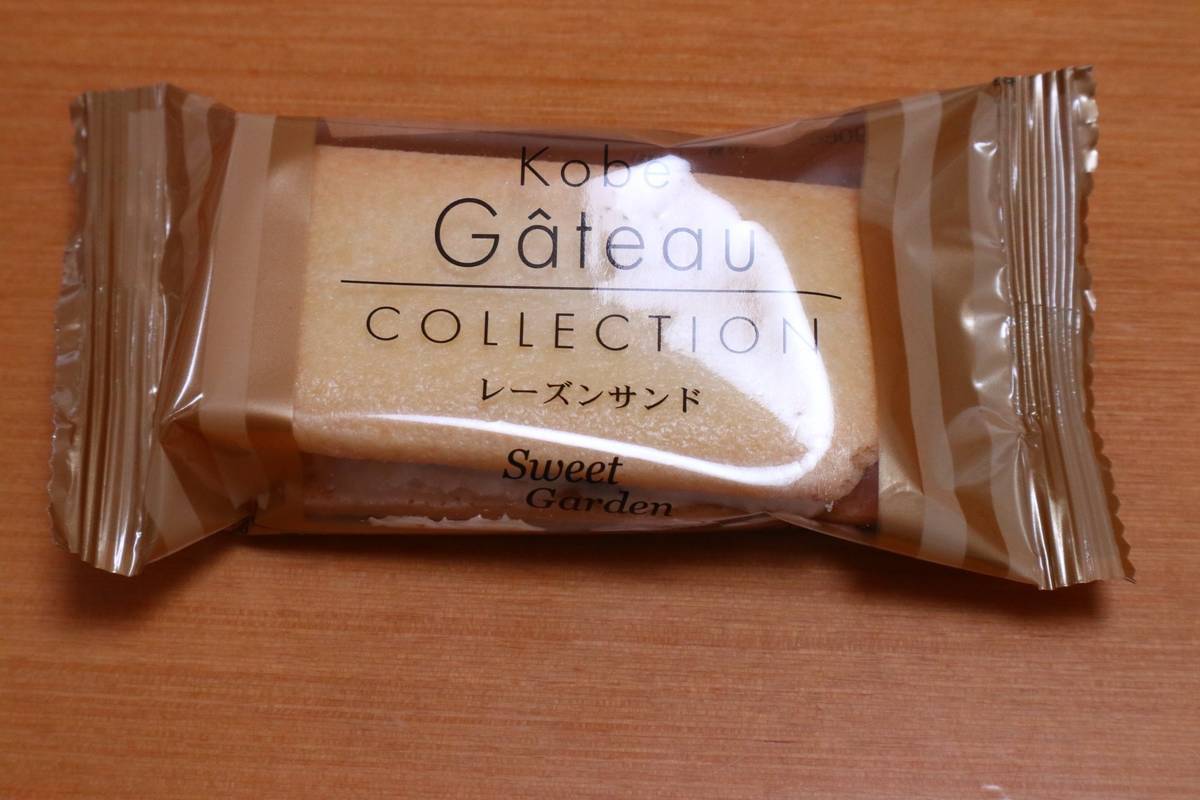 Kobe
Gâteau
COLLECTION
レーズンサンド
Sweet
Garden